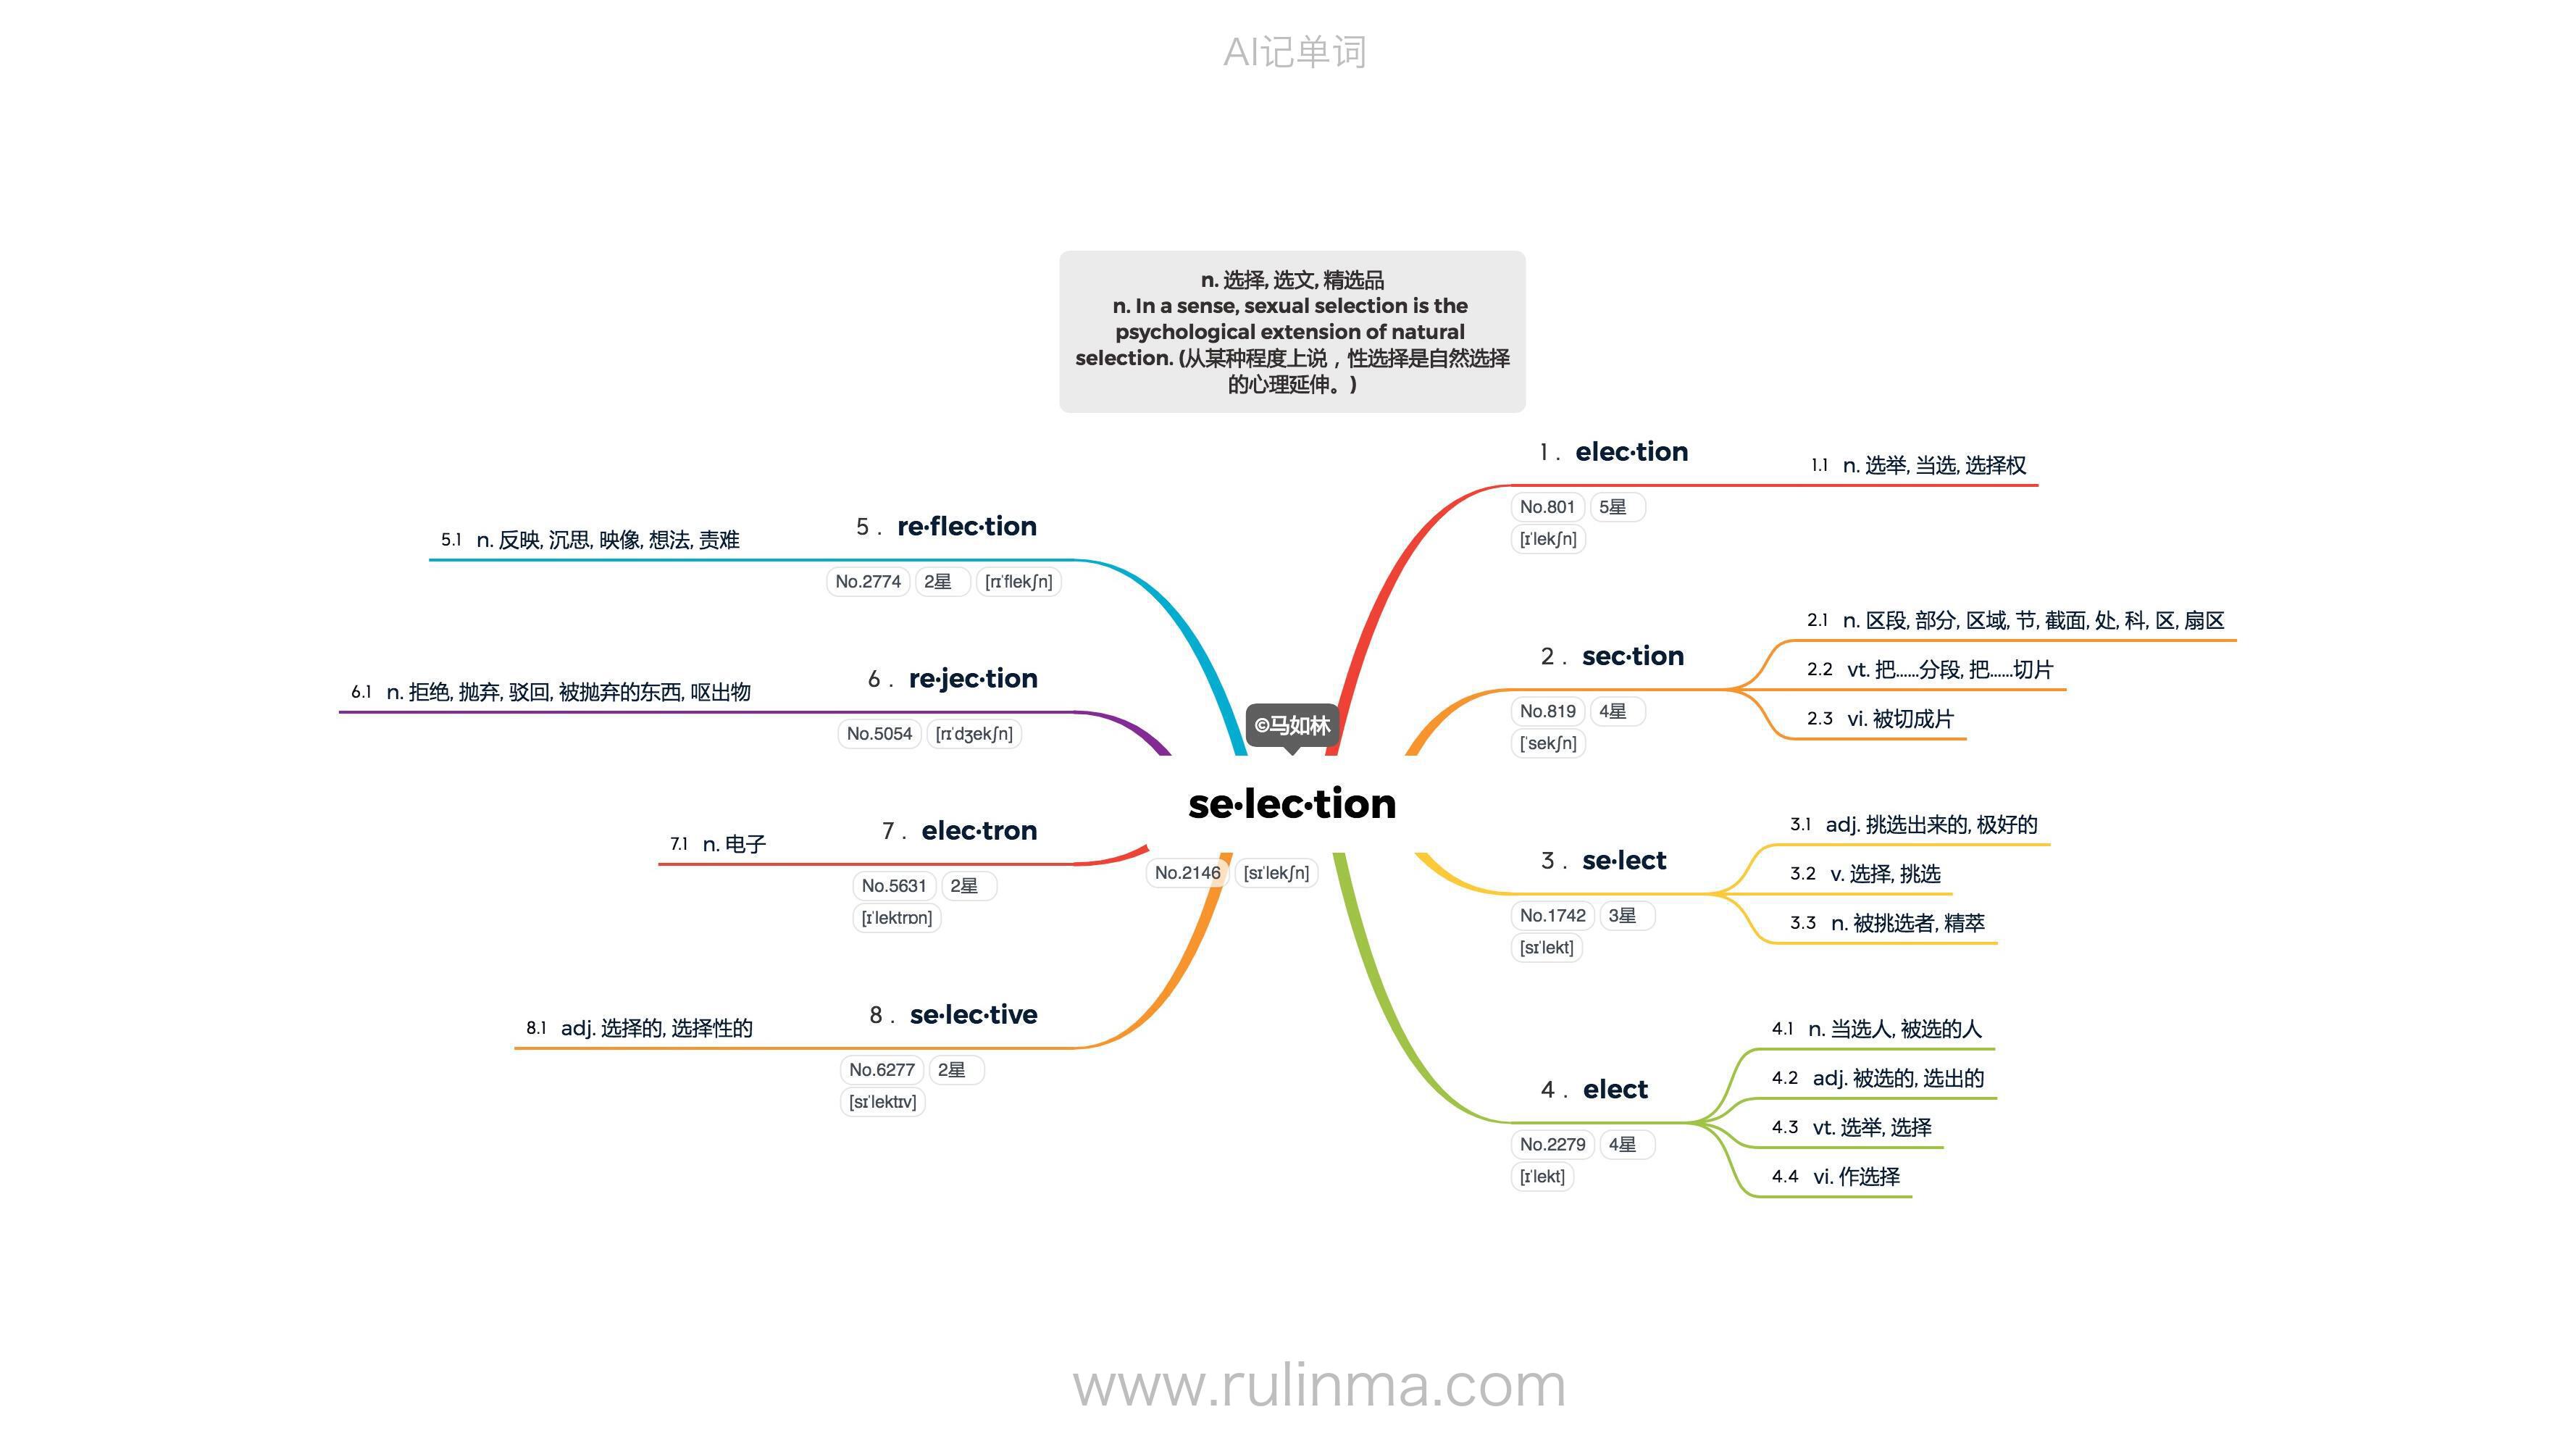 AI记单词
n. 选择, 选文, 精选品
n. In a sense, sexual selection is the
psychological extension of natural
selection. (从某种程度上说，性选择是自然选择
的心理延伸。)
1 . elec·tion
1.1 n. 选举, 当选, 选择权
No.801 5星
[ɪˈlekʃn]
2 . sec·tion
2.1 n. 区段, 部分, 区域, 节, 截面, 处, 科, 区, 扇区
2.2 vt. 把……分段, 把……切片
2.3 vi. 被切成片
No.819 4星
[ˈsekʃn]
3 . se·lect
3.1 adj. 挑选出来的, 极好的
3.2 v. 选择, 挑选
3.3 n. 被挑选者, 精萃
No.1742 3星
[sɪˈlekt]
4 . elect
4.1 n. 当选人, 被选的人
4.2 adj. 被选的, 选出的
4.3 vt. 选举, 选择
4.4 vi. 作选择
No.2279 4星
[ɪˈlekt]
5 . re·flec·tion
5.1 n. 反映, 沉思, 映像, 想法, 责难
No.2774 2星 [rɪˈflekʃn]
6 . re·jec·tion
6.1 n. 拒绝, 抛弃, 驳回, 被抛弃的东西, 呕出物
No.5054 [rɪˈdʒekʃn]
7 . elec·tron
7.1 n. 电子
No.5631 2星
[ɪˈlektrɒn]
8 . se·lec·tive
8.1 adj. 选择的, 选择性的
No.6277 2星
[sɪˈlektɪv]
©马如林
se·lec·tion
No.2146 [sɪˈlekʃn]
www.rulinma.com